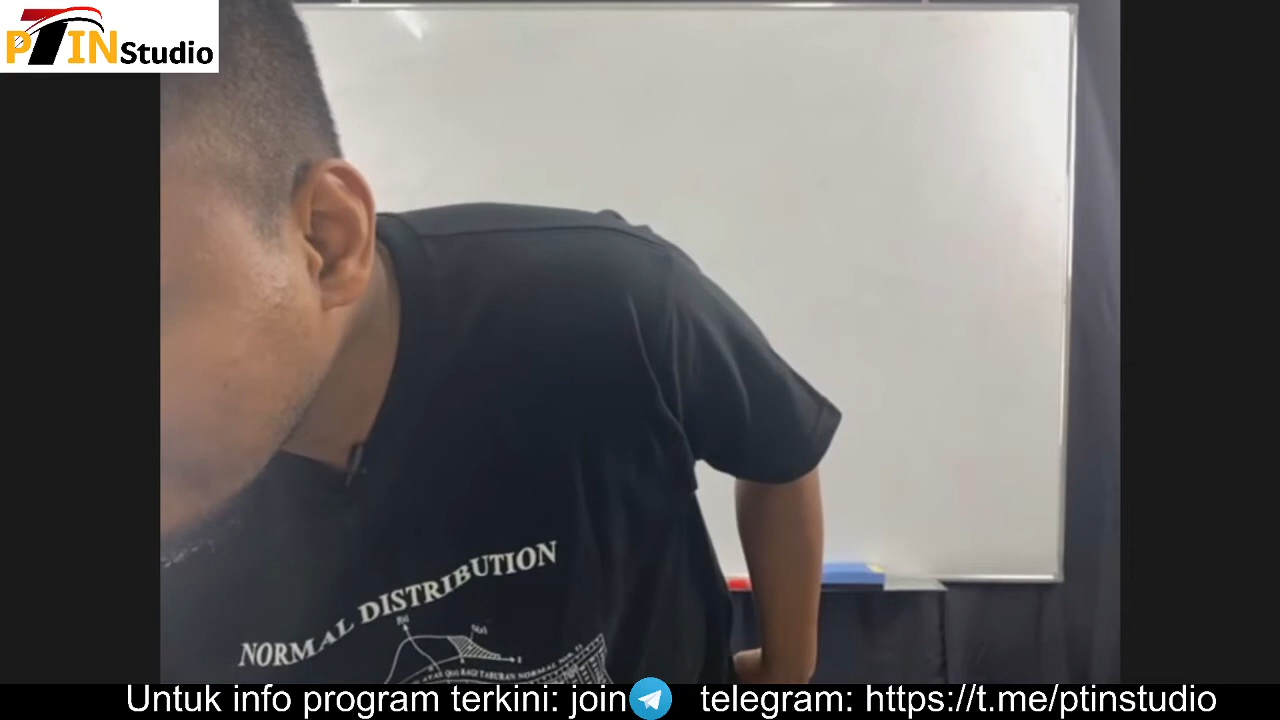 PTIN Studio
NORMAL DISTRIBUTION
f(z)
Q(z)
z
Untuk info program terkini: join telegram: https://t.me/ptinstudio